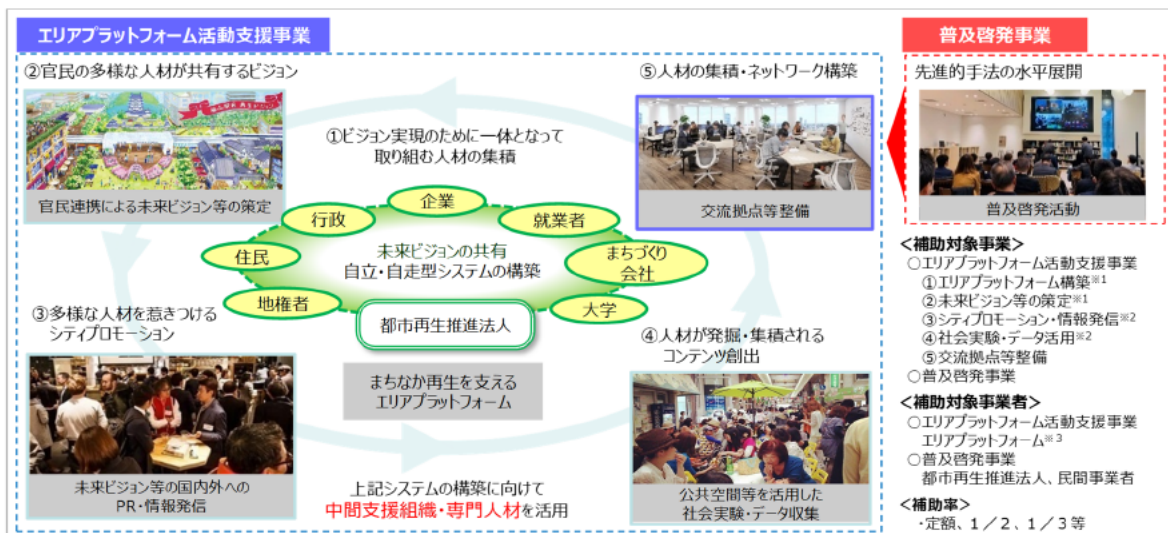 エリアプラットフォーム活動支援事業
②官民の多様な人材が共有するビジョン
官民連携による未来ビジョン等の策定
①ビジョン実現のために一体となって
取り組む人材の集積
⑤人材の集積・ネットワーク構築
交流拠点等整備
企業
行政
就業者
住民
まちづくり
会社
地権者
大学
未来ビジョンの共有
自立・自走型システムの構築
都市再生推進法人
まちなか再生を支える
エリアプラットフォーム
③多様な人材を惹きつける
シティプロモーション
未来ビジョン等の国内外への
PR・情報発信
④人材が発掘・集積される
コンテンツ創出
公共空間等を活用した
社会実験・データ収集
上記システムの構築に向けて
中間支援組織・専門人材を活用
普及啓発事業
先進的手法の水平展開
普及啓発活動
<補助対象事業>
○エリアプラットフォーム活動支援事業
①エリアプラットフォーム構築※1
②未来ビジョン等の策定※1
③シティプロモーション・情報発信※2
④社会実験・データ活用※2
⑤交流拠点等整備
○普及啓発事業
<補助対象事業者>
○エリアプラットフォーム活動支援事業
エリアプラットフォーム※3
○普及啓発事業
都市再生推進法人、民間事業者
<補助率>
・定額、1/2、1/3等